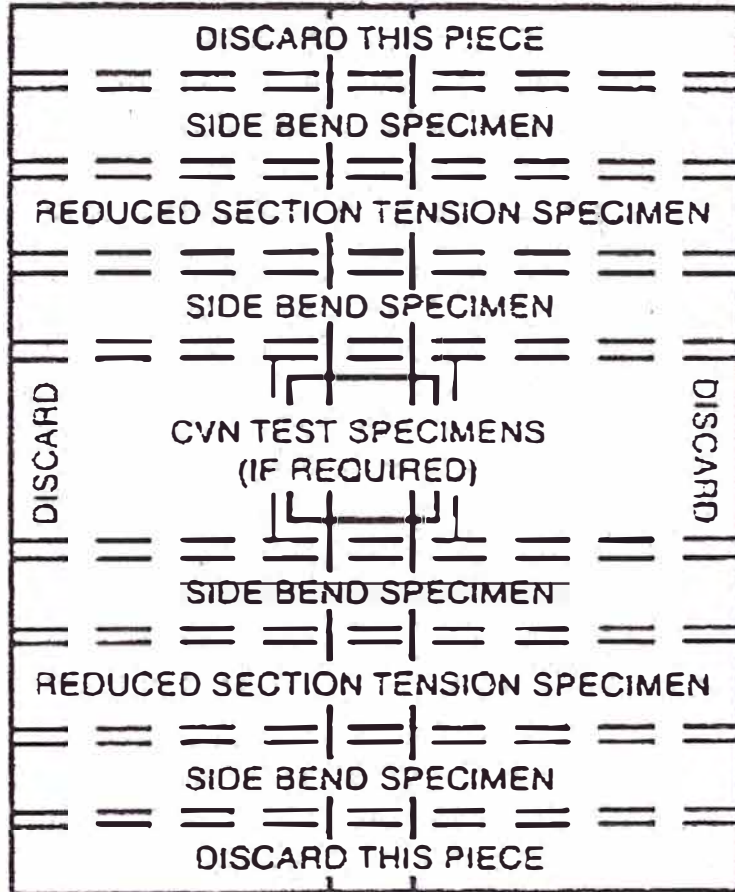 DISCARD THIS PIECE
SIDE BEND SPECIMEN
REDUCED SECTION TENSION SPECIMEN
SIDE BEND SPECIMEN
DISCARD
CVN TEST SPECIMENS
(IF REQUIRED)
DISCARD
SIDE BEND SPECIMEN
REDUCED SECTION TENSION SPECIMEN
SIDE BEND SPECIMEN
DISCARD THIS PIECE